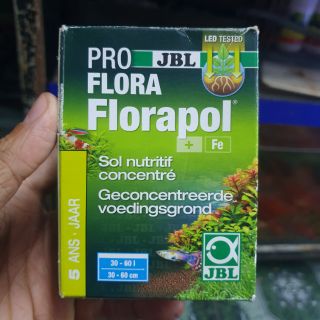 LED TESTED
PRO JBL
FLORA
Florapol®
+ Fe
Sol nutritif
concentré
Geconcentreerde
voedingsgrond
5 ANS · JAAR
30 - 60 l
30 - 60 cm
JBL